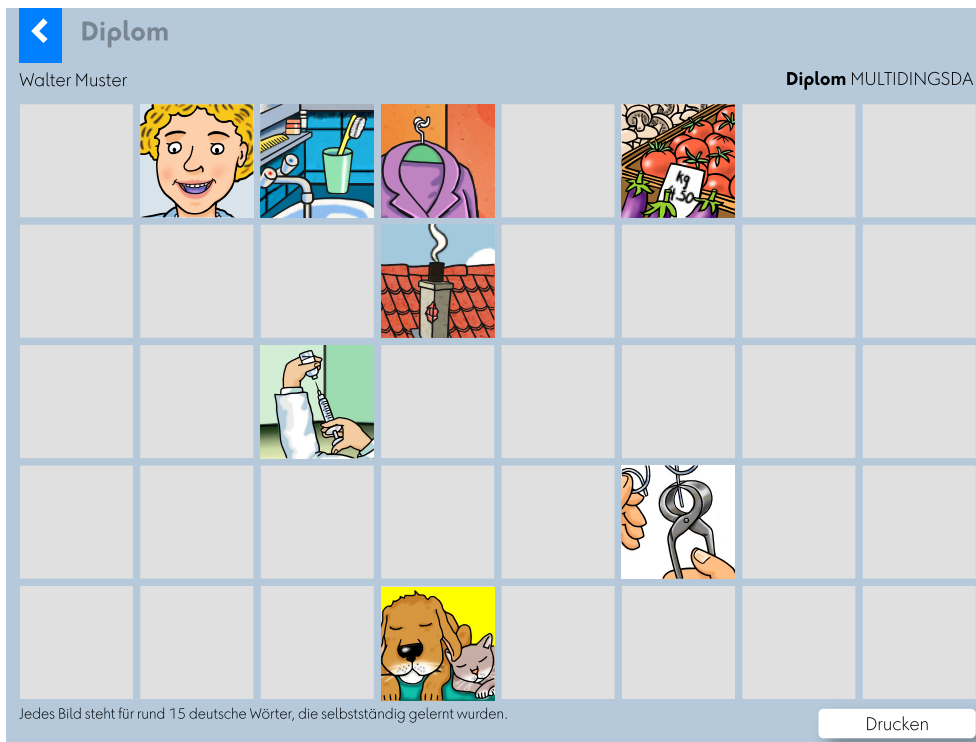 Diplom
Walter Muster
Diplom MULTIDINGSDA
kg
4.50
Jedes Bild steht für rund 15 deutsche Wörter, die selbstständig gelernt wurden.
Drucken